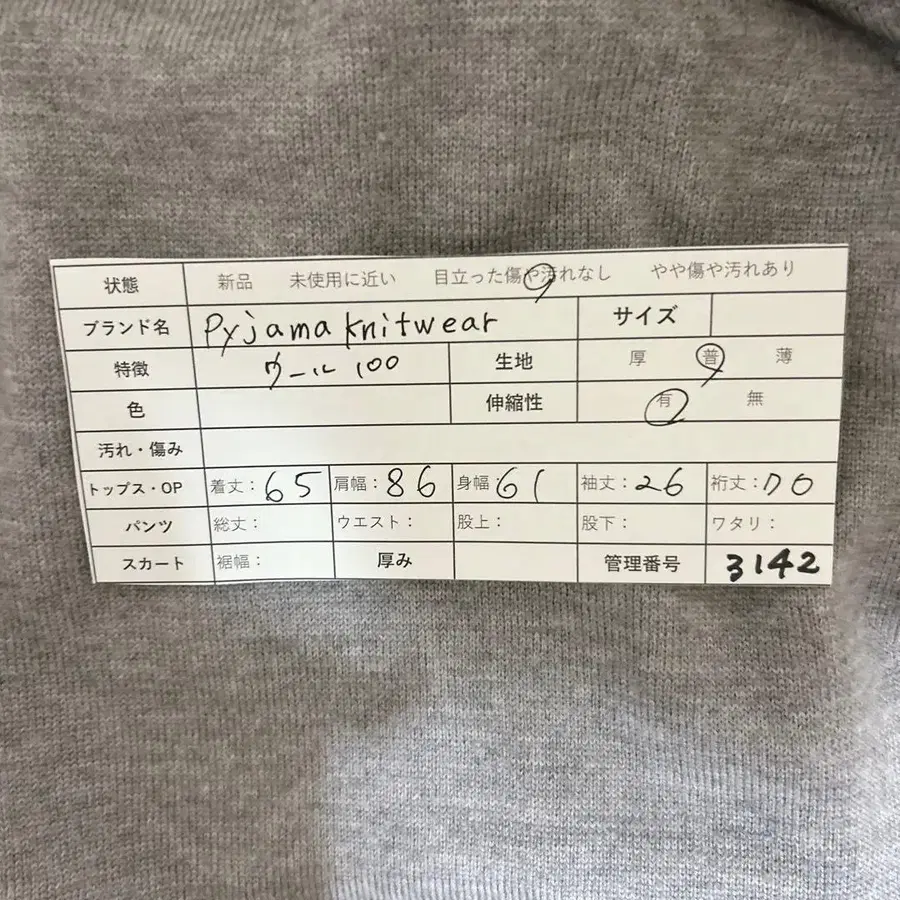 状態 新品 未使用に近い 目立った傷や汚れなし やや傷や汚れあり
ブランド名 Pyjama knitwear サイズ
特徴 ウール 100 生地 厚 普 薄
色 伸縮性 有 無
汚れ・傷み
トップス・OP 着丈:65 肩幅:86 身幅:61 袖丈:26 裄丈:70
パンツ 総丈: ウエスト: 股上: 股下: ワタリ:
スカート 裾幅: 厚み 管理番号 3142